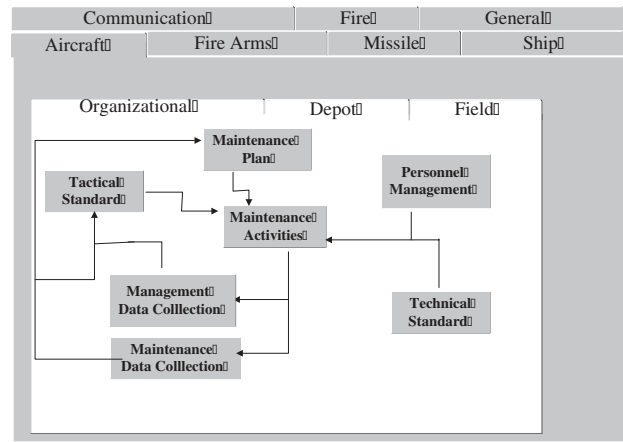 Communication Fire General
Aircraft Fire Arms Missile Ship
Organizational Depot Field
Maintenance
Plan
Tactical
Standard
Personnel
Management
Maintenance
Activities
Management
Data Colllection
Technical
Standard
Maintenance
Data Colllection